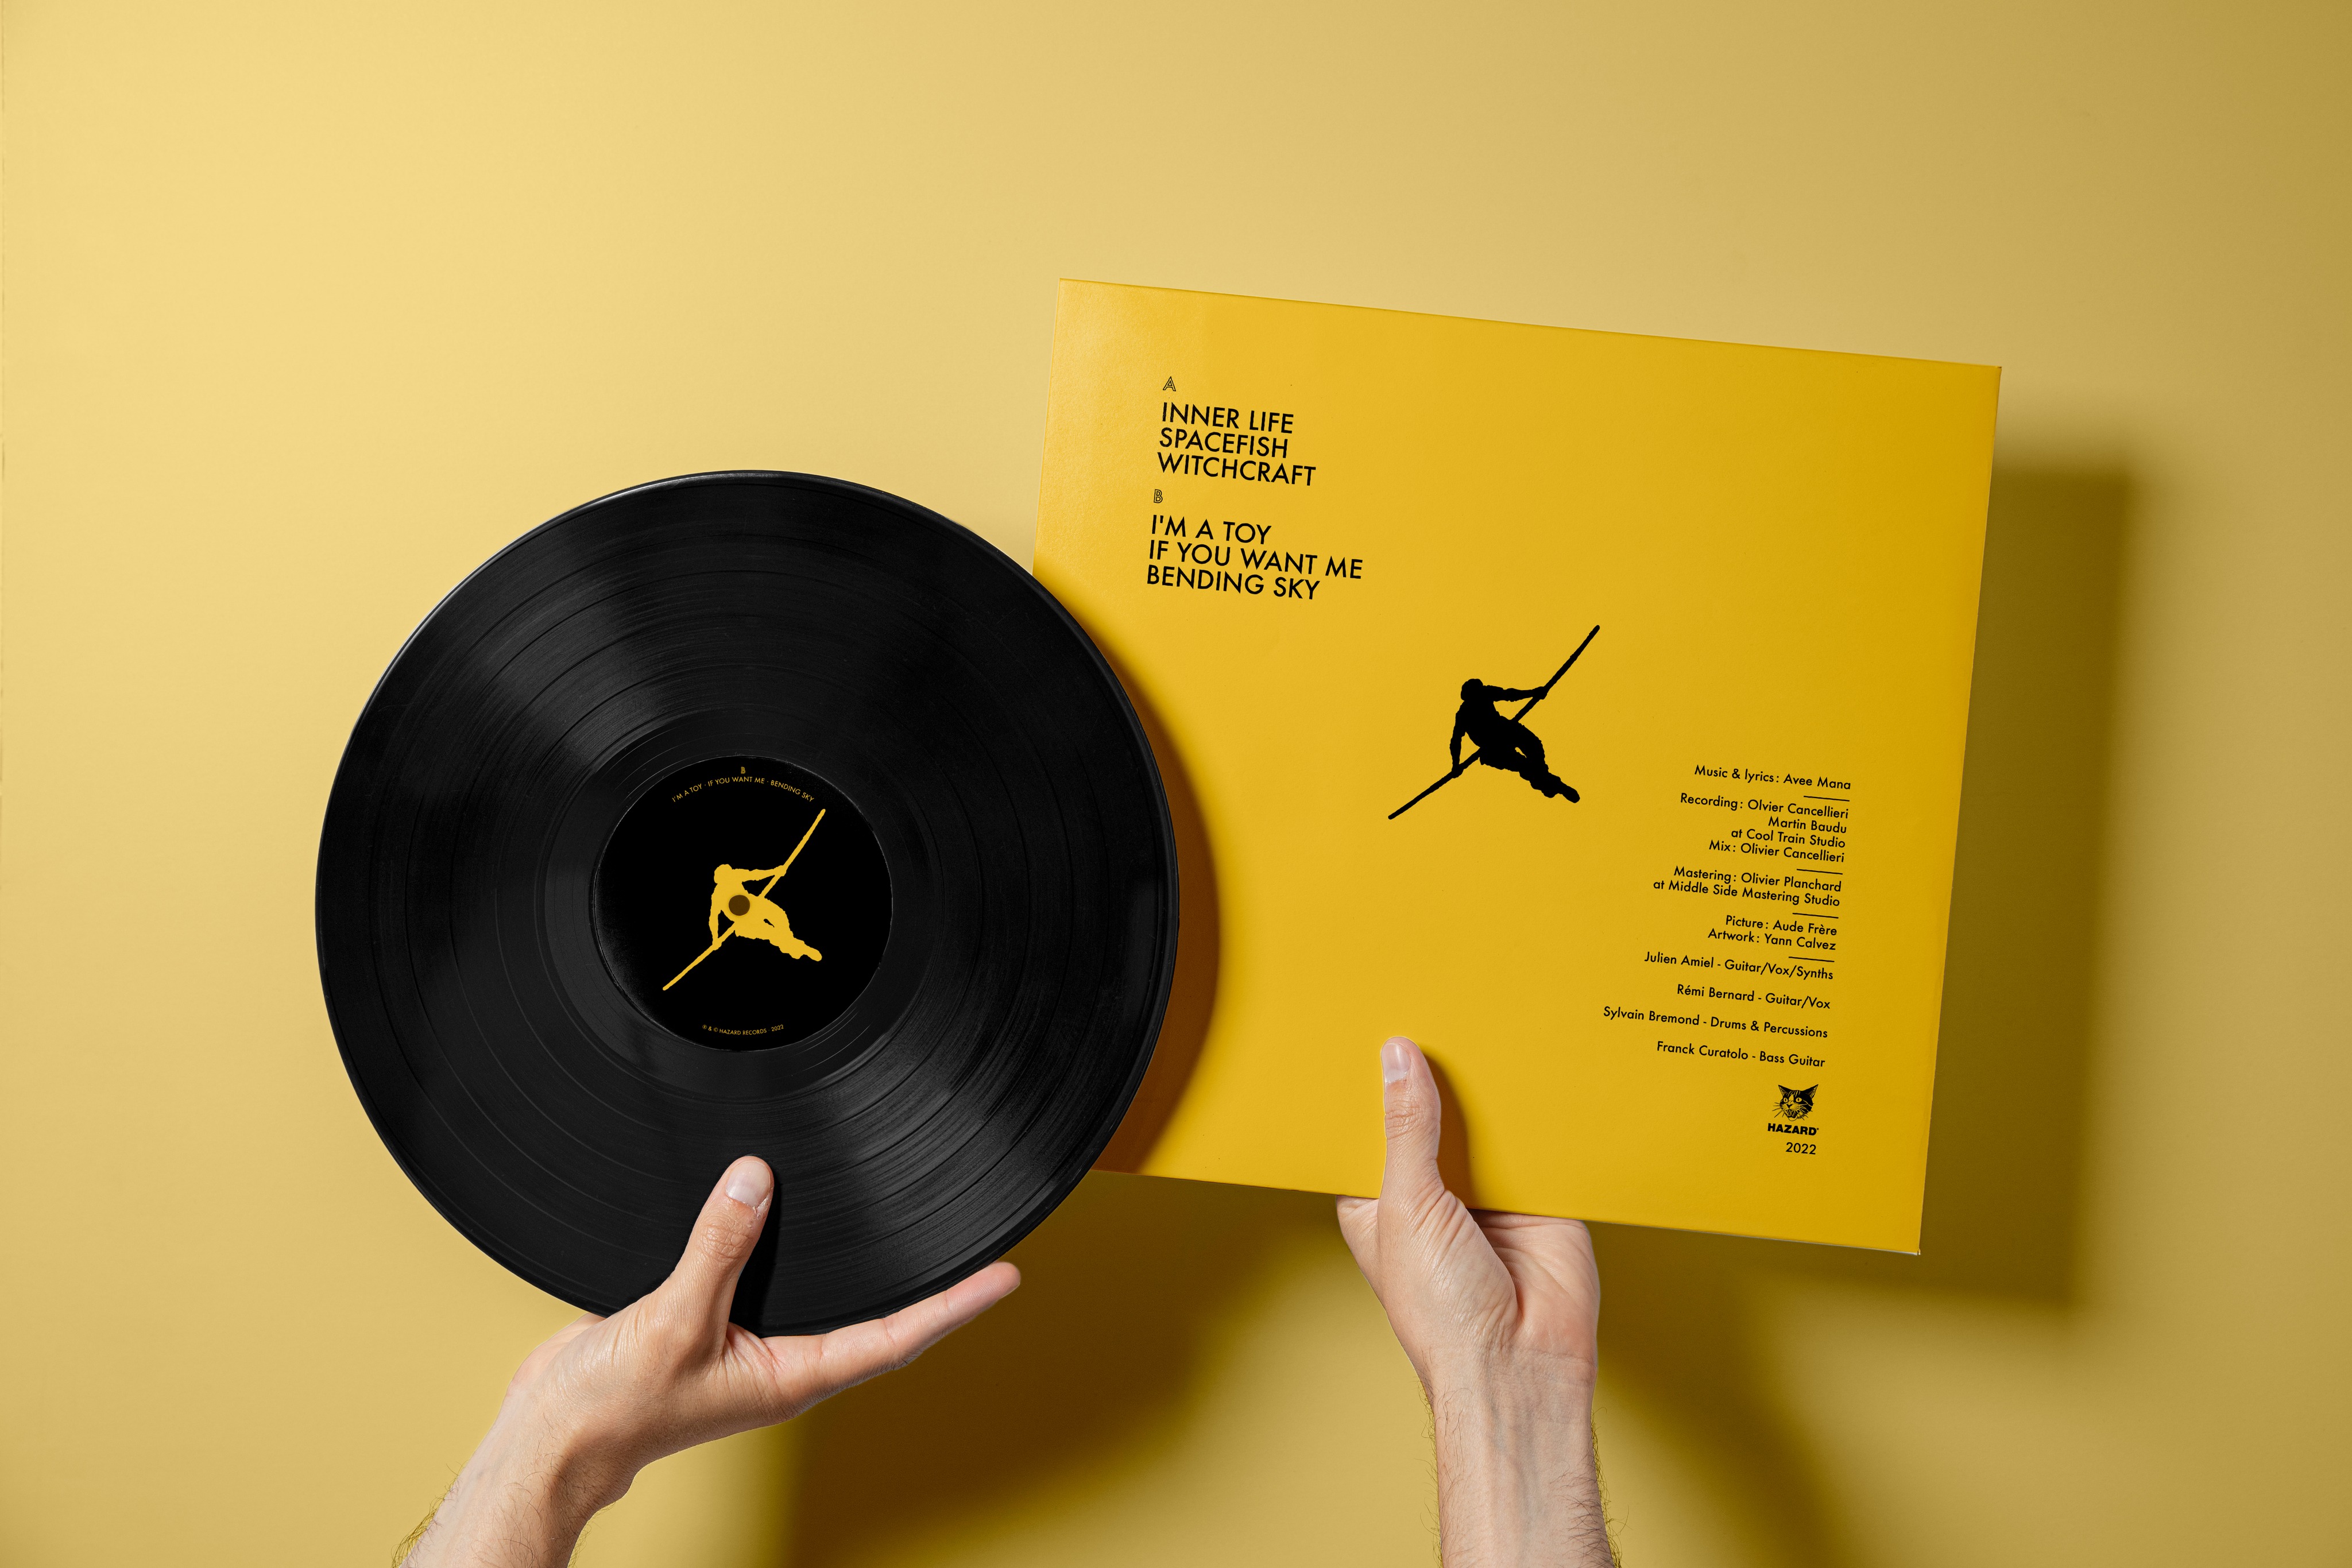 B
I'M A TOY · IF YOU WANT ME · BENDING SKY
℗ & © HAZARD RECORDS · 2022
A
INNER LIFE
SPACEFISH
WITCHCRAFT
B
I'M A TOY
IF YOU WANT ME
BENDING SKY
Music & lyrics : Avee Mana
Recording : Olvier Cancellieri
Martin Baudu
at Cool Train Studio
Mix : Olivier Cancellieri
Mastering : Olivier Planchard
at Middle Side Mastering Studio
Picture : Aude Frère
Artwork : Yann Calvez
Julien Amiel - Guitar/Vox/Synths
Rémi Bernard - Guitar/Vox
Sylvain Bremond - Drums & Percussions
Franck Curatolo - Bass Guitar
HAZARD
2022